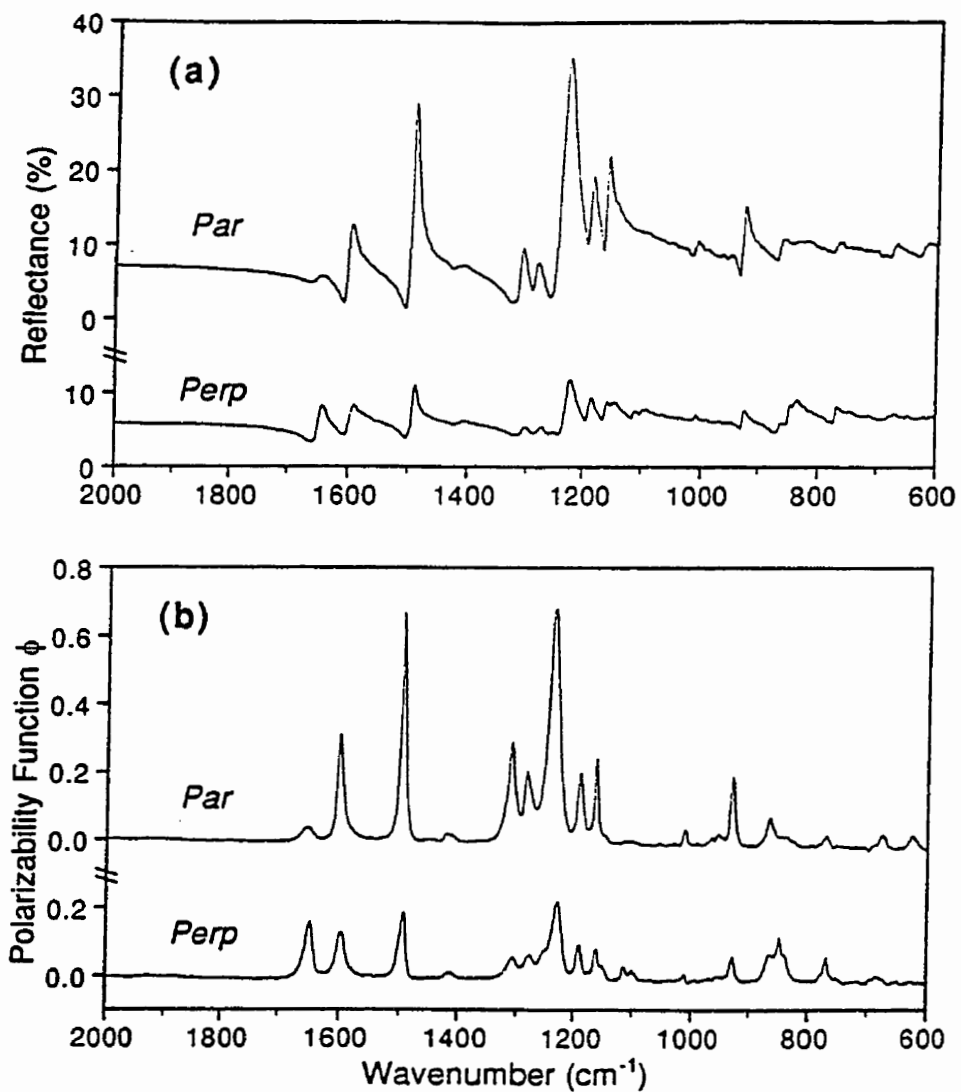 (a)
Reflectance (%)
40
30
20
10
0
10
0
Par
Perp
2000 1800 1600 1400 1200 1000 800 600
(b)
Polarizability Function ϕ
0.8
0.6
0.4
0.2
0.0
0.2
0.0
Par
Perp
2000 1800 1600 1400 1200 1000 800 600
Wavenumber (cm⁻¹)